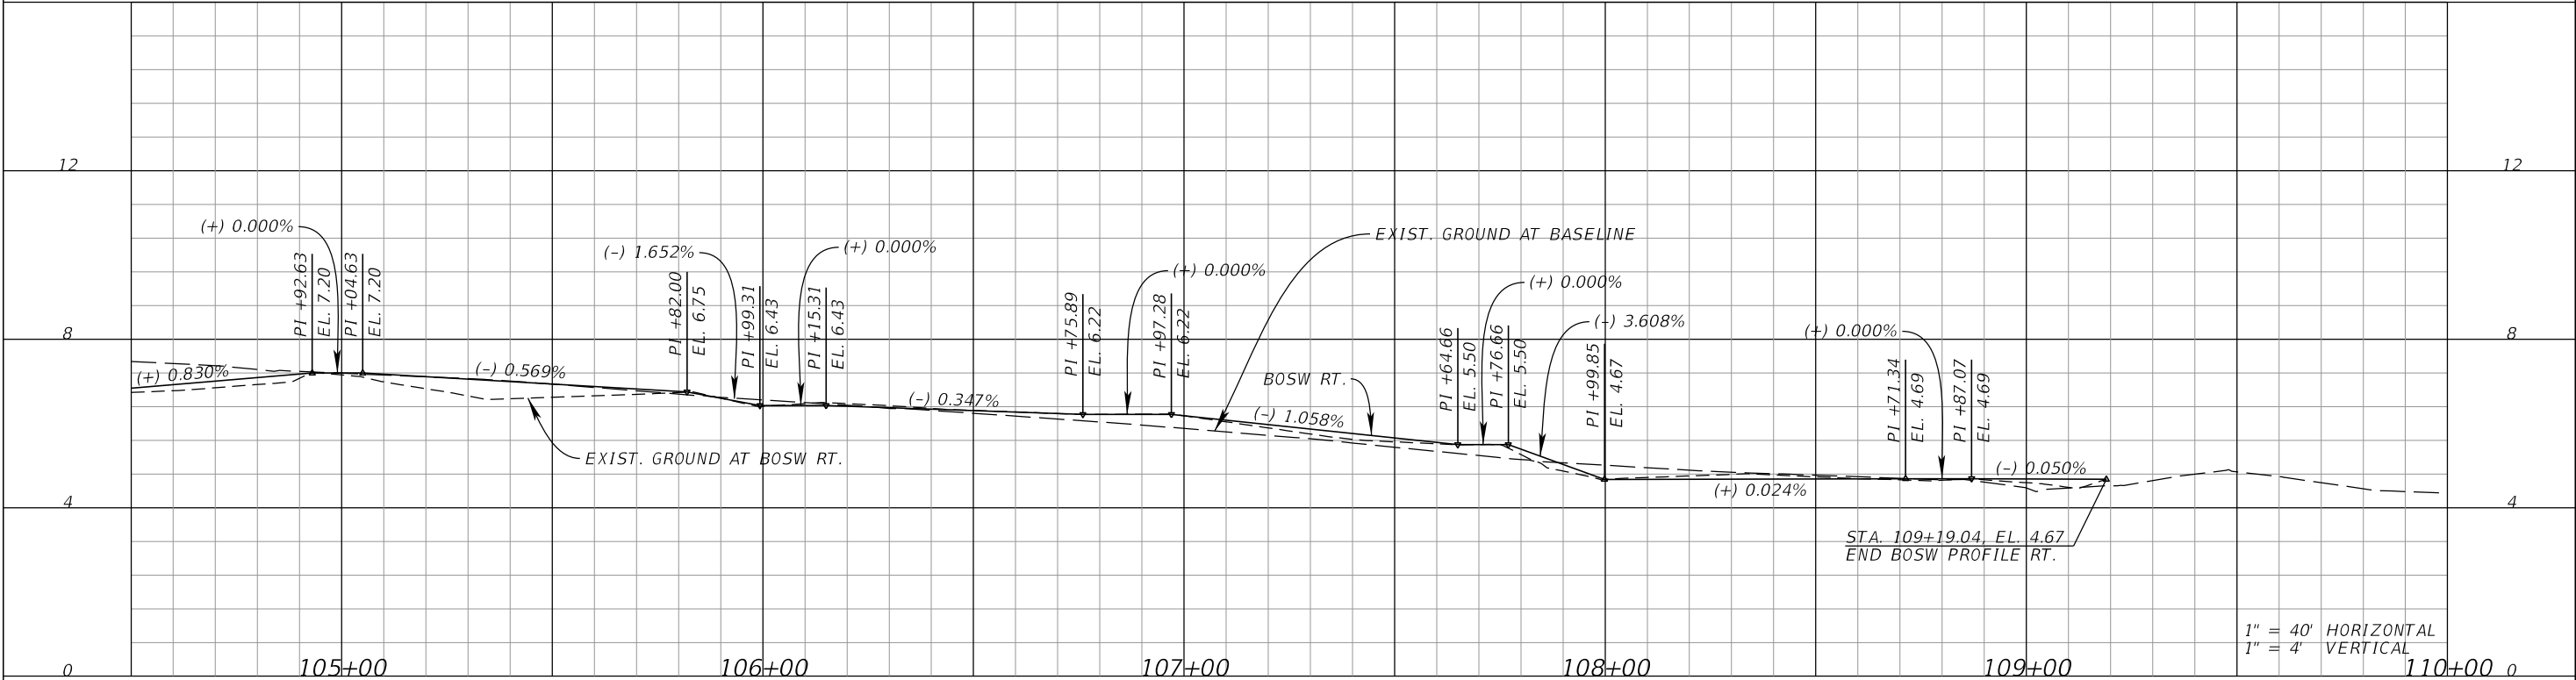 12
12
8
8
4
4
0
0
(+) 0.830%
(+) 0.000%
PI +92.63
EL. 7.20
PI +04.63
EL. 7.20
(-) 0.569%
EXIST. GROUND AT BOSW RT.
(-) 1.652%
PI +82.00
EL. 6.75
PI +99.31
EL. 6.43
(+) 0.000%
PI +15.31
EL. 6.43
(-) 0.347%
PI +75.89
EL. 6.22
(+) 0.000%
PI +97.28
EL. 6.22
EXIST. GROUND AT BASELINE
BOSW RT.
(-) 1.058%
PI +64.66
EL. 5.50
(+) 0.000%
PI +76.66
EL. 5.50
(-) 3.608%
PI +99.85
EL. 4.67
(+) 0.024%
(+) 0.000%
PI +71.34
EL. 4.69
PI +87.07
EL. 4.69
(-) 0.050%
STA. 109+19.04, EL. 4.67
END BOSW PROFILE RT.
1" = 40' HORIZONTAL
1" = 4' VERTICAL
105+00
106+00
107+00
108+00
109+00
110+00